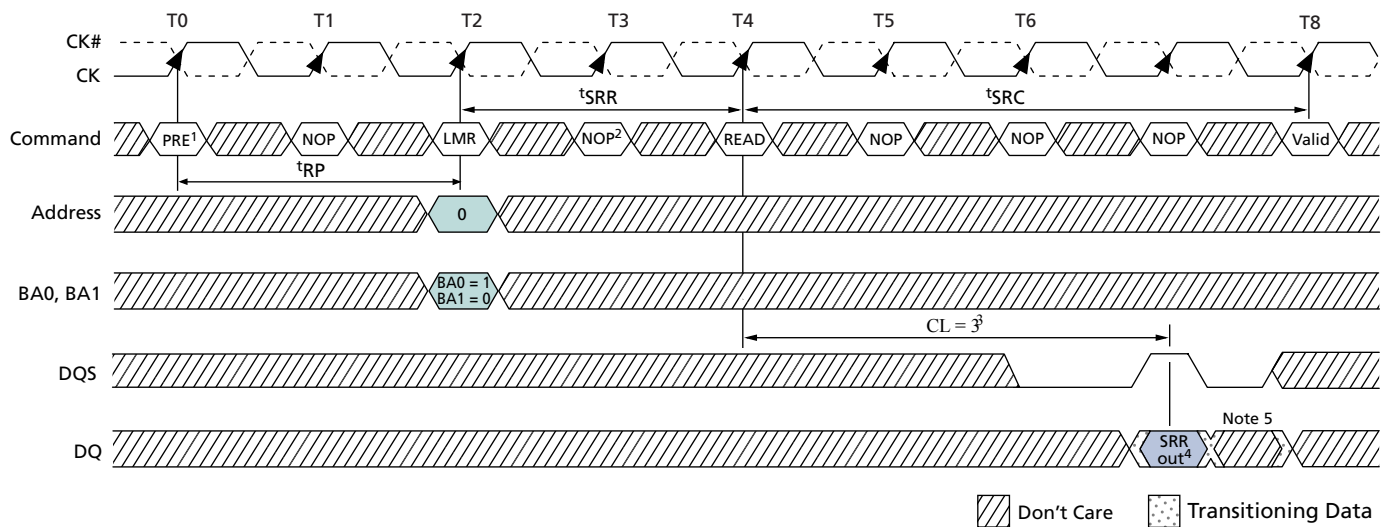 T0 T1 T2 T3 T4 T5 T6 T8
CK#
CK
tSRR tSRC
Command PRE1 NOP LMR NOP2 READ NOP NOP NOP Valid
tRP
Address 0
BA0, BA1 BA0 = 1
BA1 = 0
CL = 33
DQS
Note 5
DQ SRR
out4
Don't Care Transitioning Data